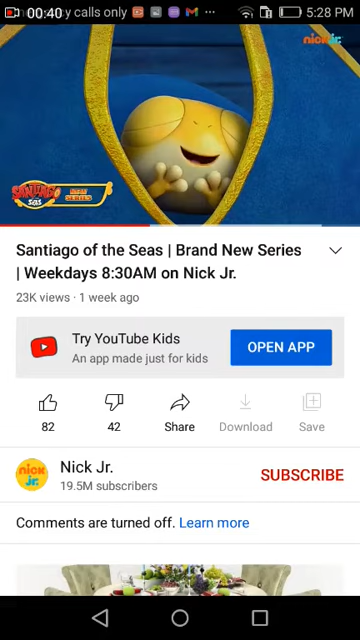 00:40
cy calls only
5:28 PM
nick jr.
SANTIAGO
OF THE
SEAS
NEW
SERIES
Santiago of the Seas | Brand New Series
| Weekdays 8:30AM on Nick Jr.
23K views · 1 week ago
Try YouTube Kids
An app made just for kids
OPEN APP
82
42
Share
Download
Save
nick
jr.
Nick Jr.
19.5M subscribers
SUBSCRIBE
Comments are turned off. Learn more